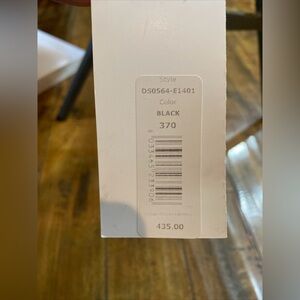 Style
DS0564-E1401
Color
BLACK
370
435.00